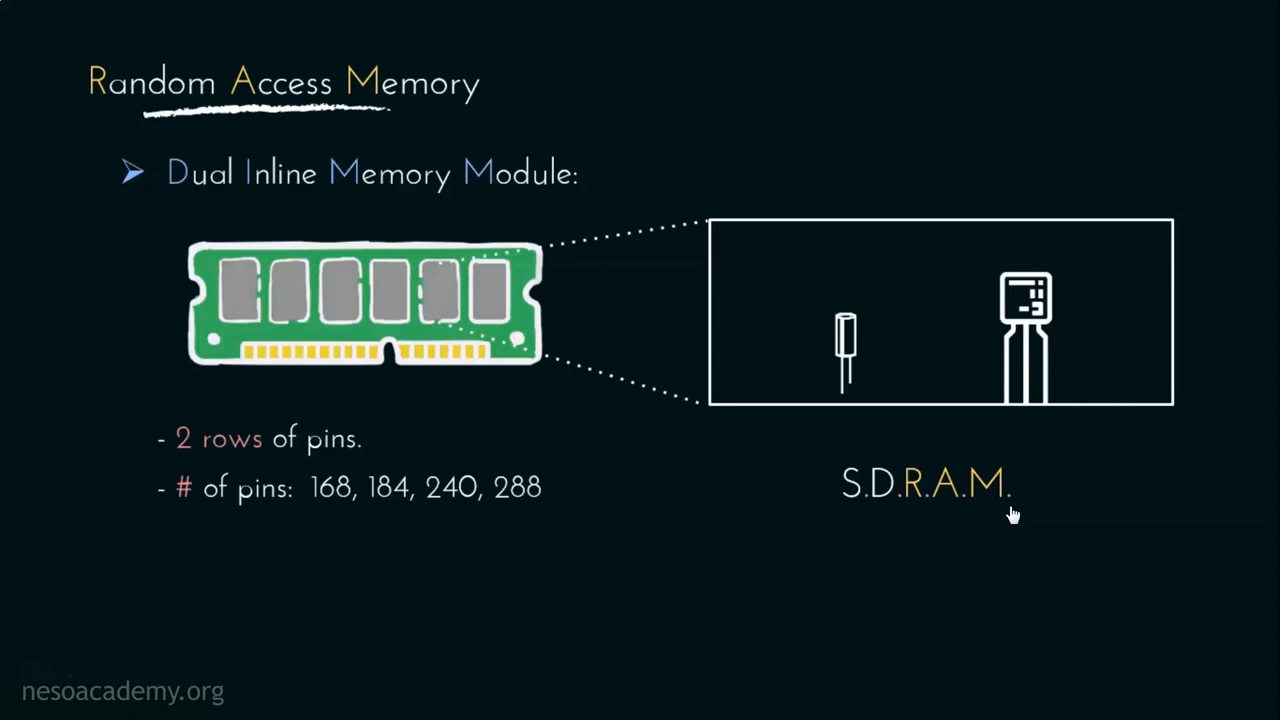 Random Access Memory
Dual Inline Memory Module:
- 2 rows of pins.
- # of pins: 168, 184, 240, 288
S.D.R.A.M.
nesoacademy.org